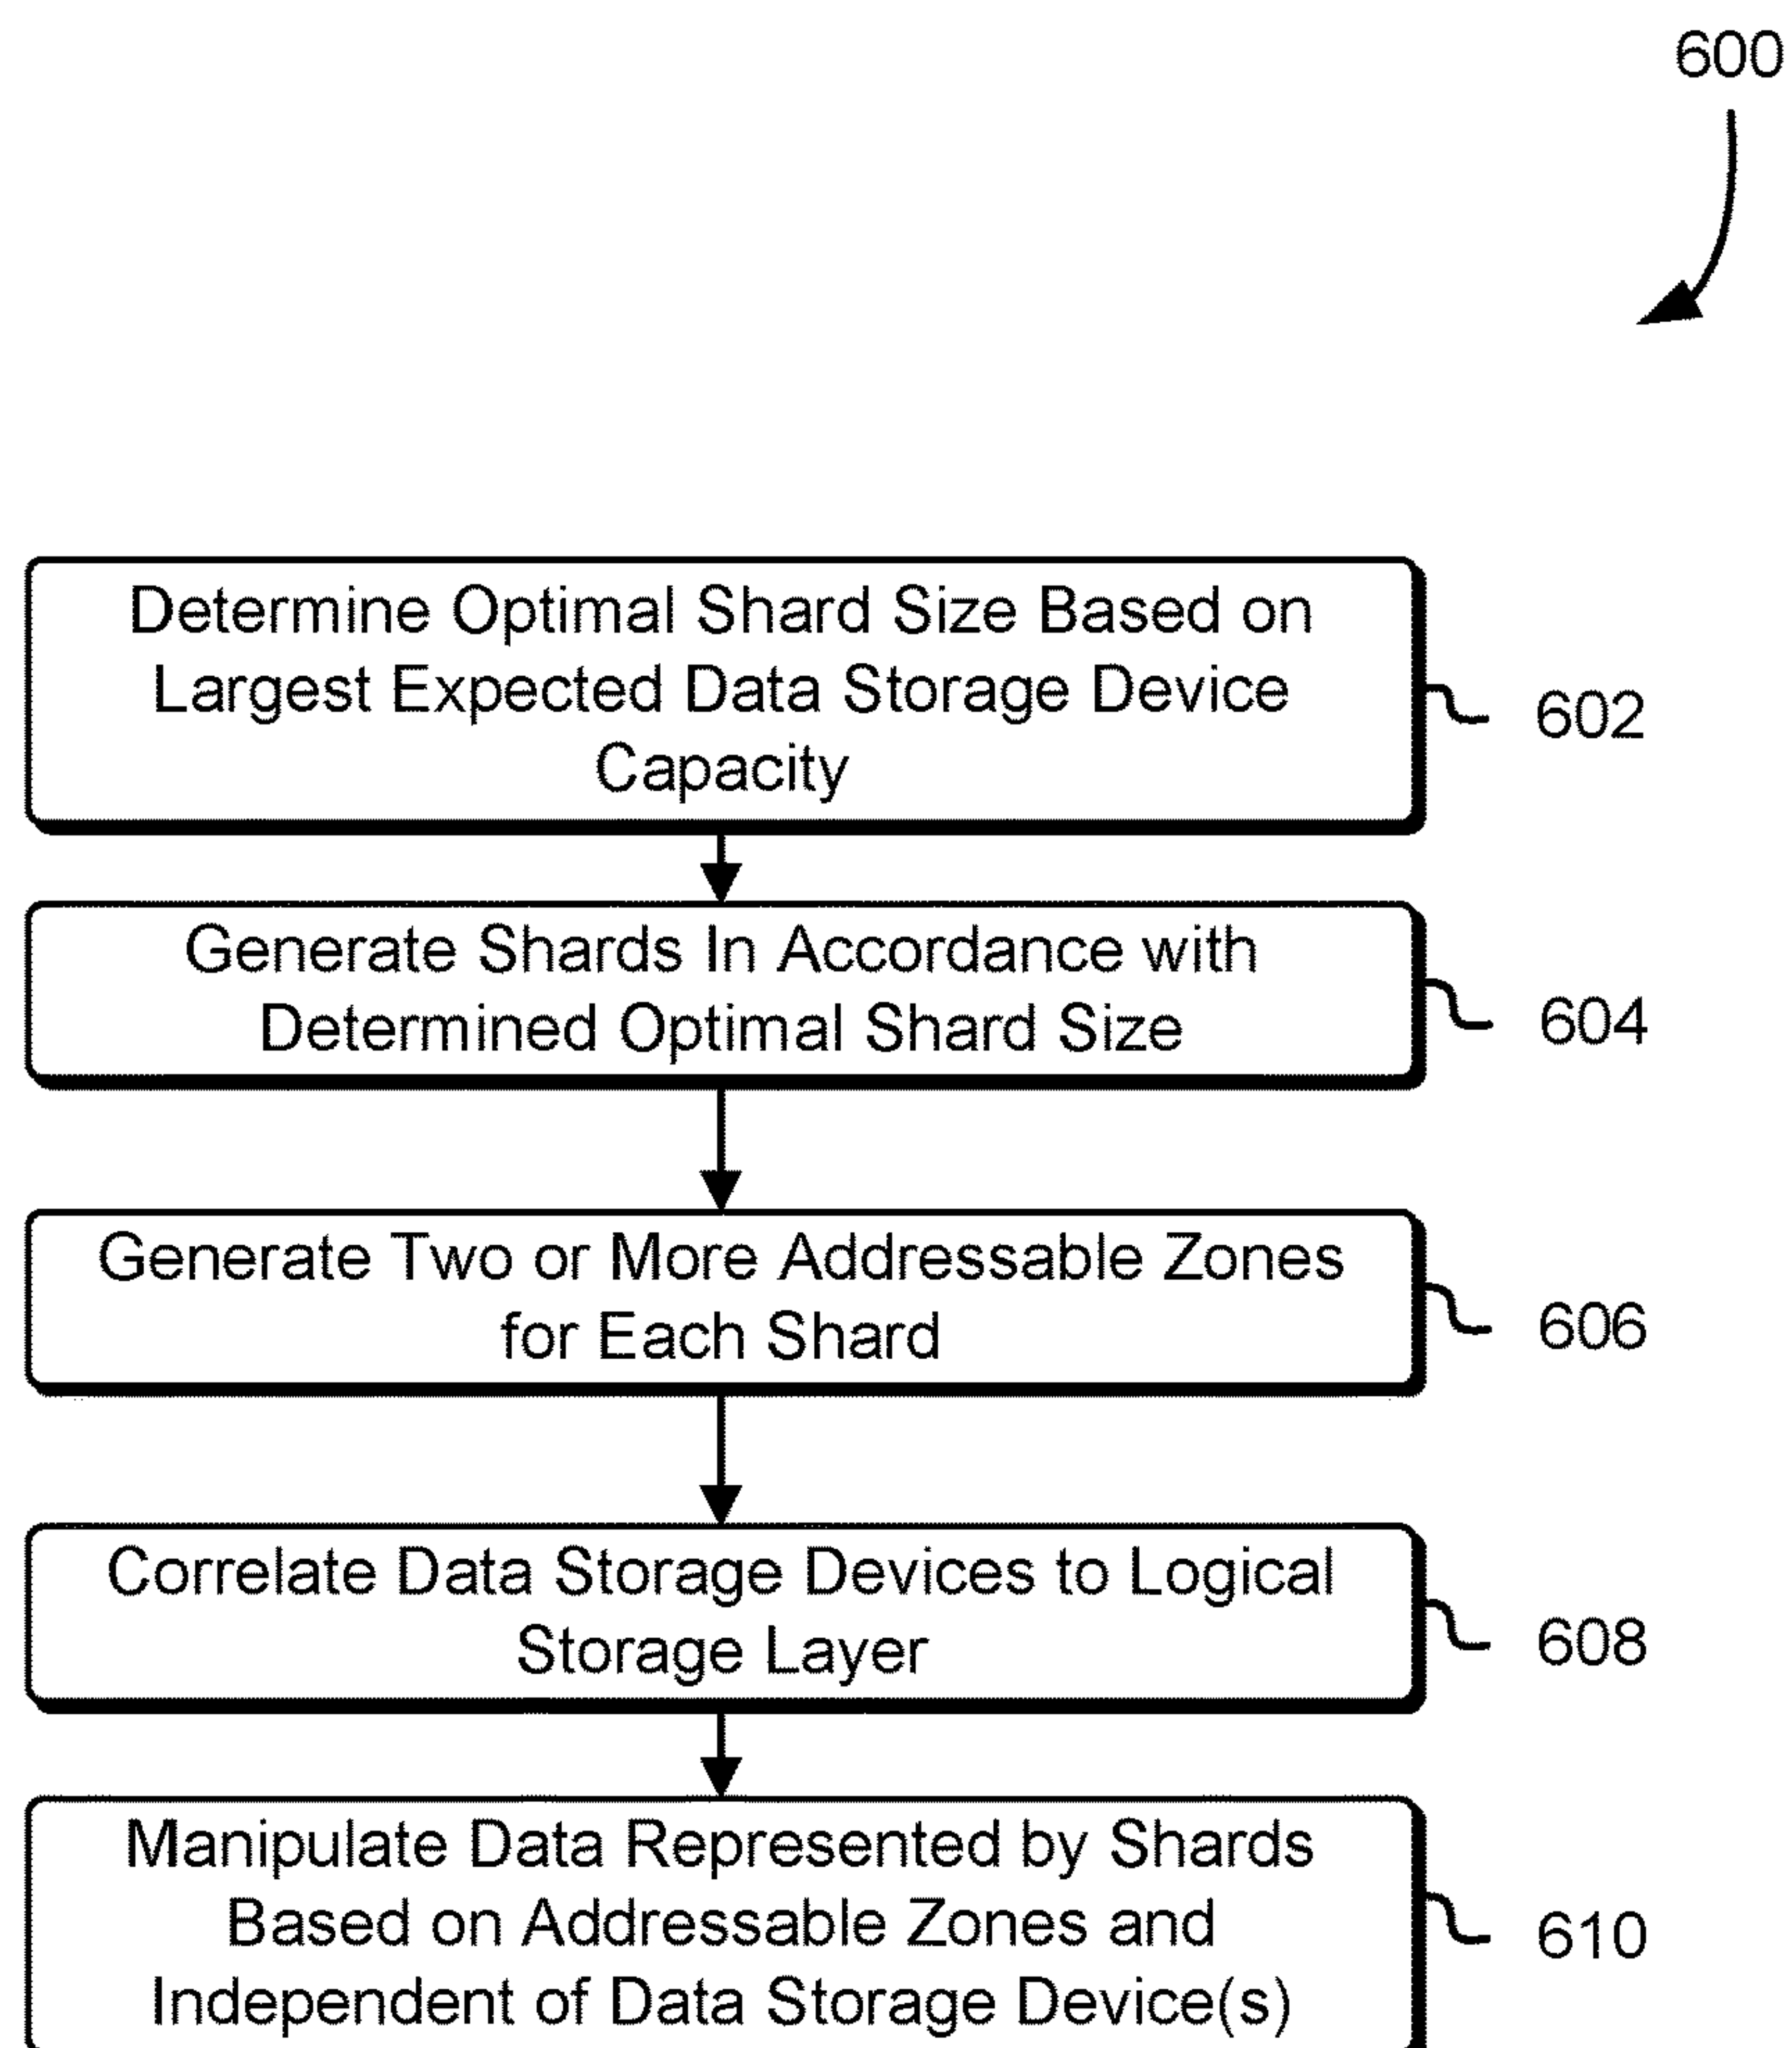 600
Determine Optimal Shard Size Based on
Largest Expected Data Storage Device
Capacity
602
Generate Shards In Accordance with
Determined Optimal Shard Size
604
Generate Two or More Addressable Zones
for Each Shard
606
Correlate Data Storage Devices to Logical
Storage Layer
608
Manipulate Data Represented by Shards
Based on Addressable Zones and
Independent of Data Storage Device(s)
610